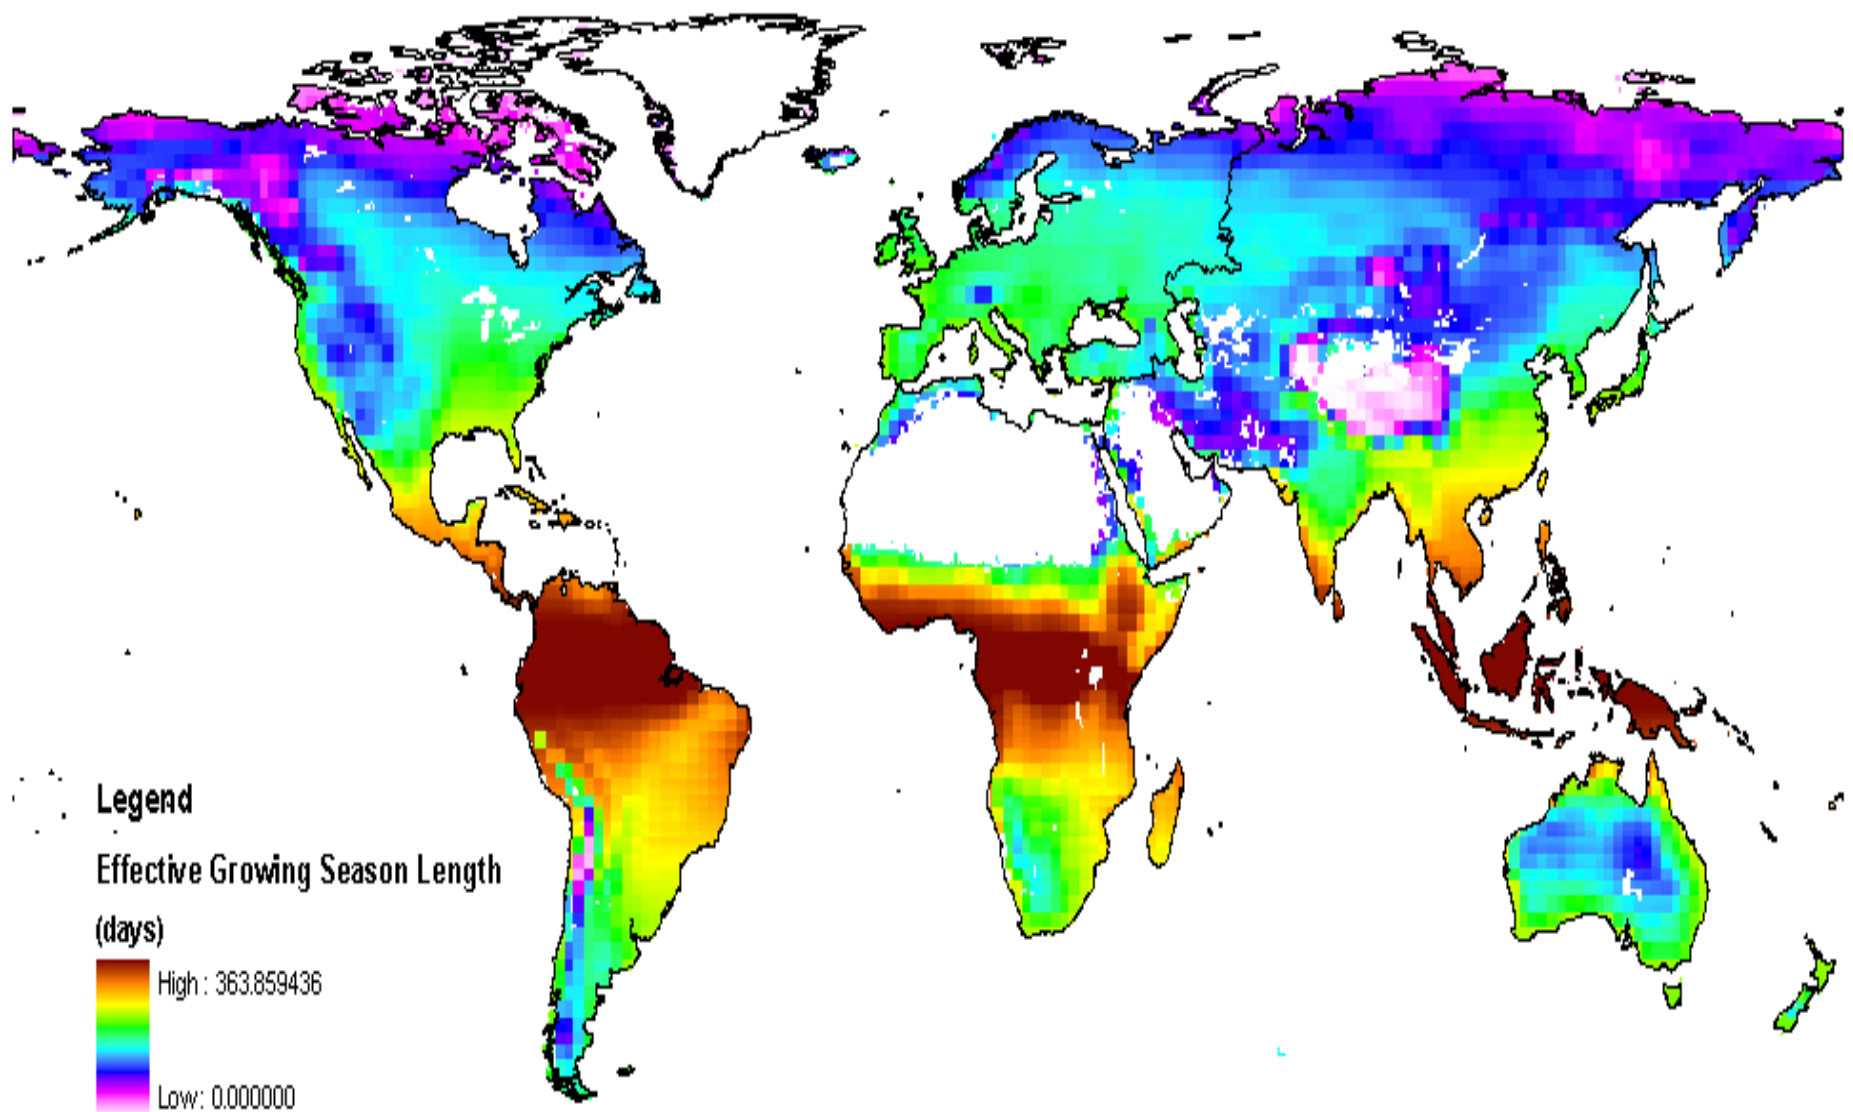 Legend
Effective Growing Season Length
(days)
High : 363.859436
Low : 0.000000